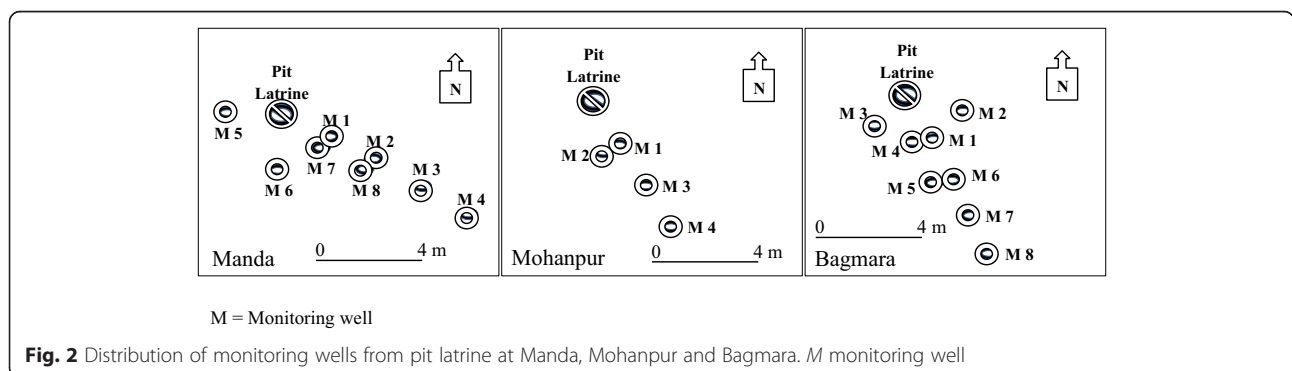 Pit
Latrine
N
M 5
M 1
M 7
M 2
M 8
M 6
M 3
M 4
0 4 m
Manda
Pit
Latrine
N
M 1
M 2
M 3
M 4
0 4 m
Mohanpur
Pit
Latrine
N
M 3
M 2
M 4
M 1
M 5
M 6
M 7
M 8
0 4 m
Bagmara
M = Monitoring well
Fig. 2 Distribution of monitoring wells from pit latrine at Manda, Mohanpur and Bagmara. M monitoring well